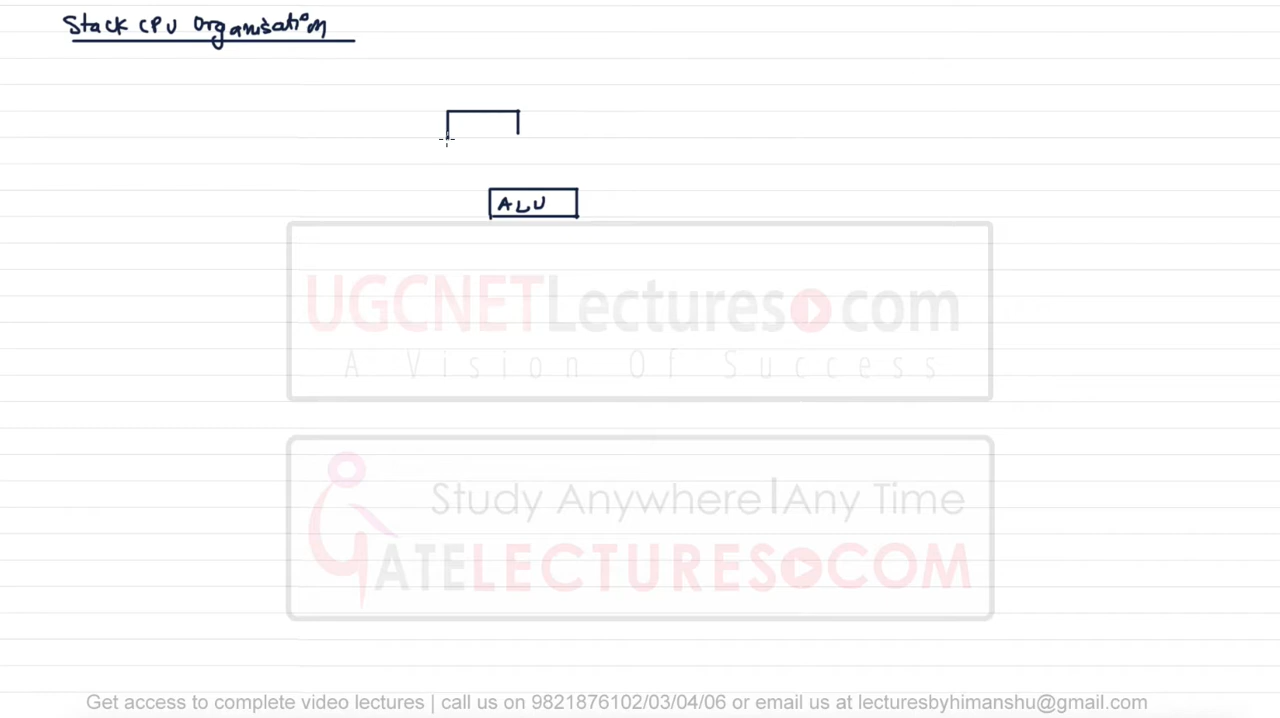 Stack CPU Organisation
ALU
UGCNETLectures.com
A Vision Of Success
Study Anywhere|Any Time
GATELECTURES.COM
Get access to complete video lectures | call us on 9821876102/03/04/06 or email us at lecturesbyhimanshu@gmail.com